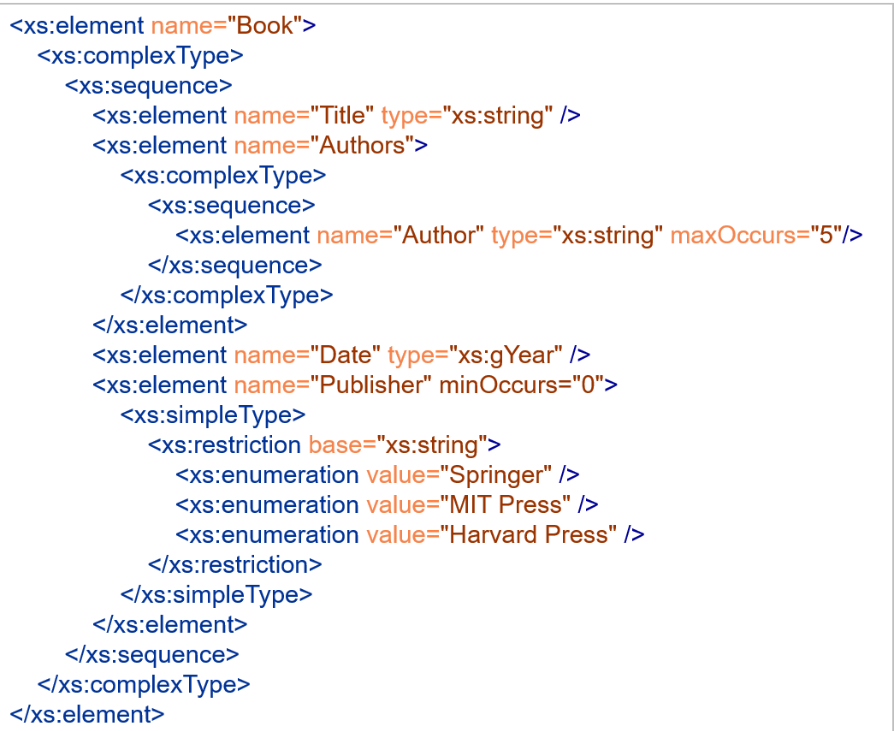 <xs:element name="Book">
<xs:complexType>
<xs:sequence>
<xs:element name="Title" type="xs:string" />
<xs:element name="Authors">
<xs:complexType>
<xs:sequence>
<xs:element name="Author" type="xs:string" maxOccurs="5"/>
</xs:sequence>
</xs:complexType>
</xs:element>
<xs:element name="Date" type="xs:gYear" />
<xs:element name="Publisher" minOccurs="0">
<xs:simpleType>
<xs:restriction base="xs:string">
<xs:enumeration value="Springer" />
<xs:enumeration value="MIT Press" />
<xs:enumeration value="Harvard Press" />
</xs:restriction>
</xs:simpleType>
</xs:element>
</xs:sequence>
</xs:complexType>
</xs:element>